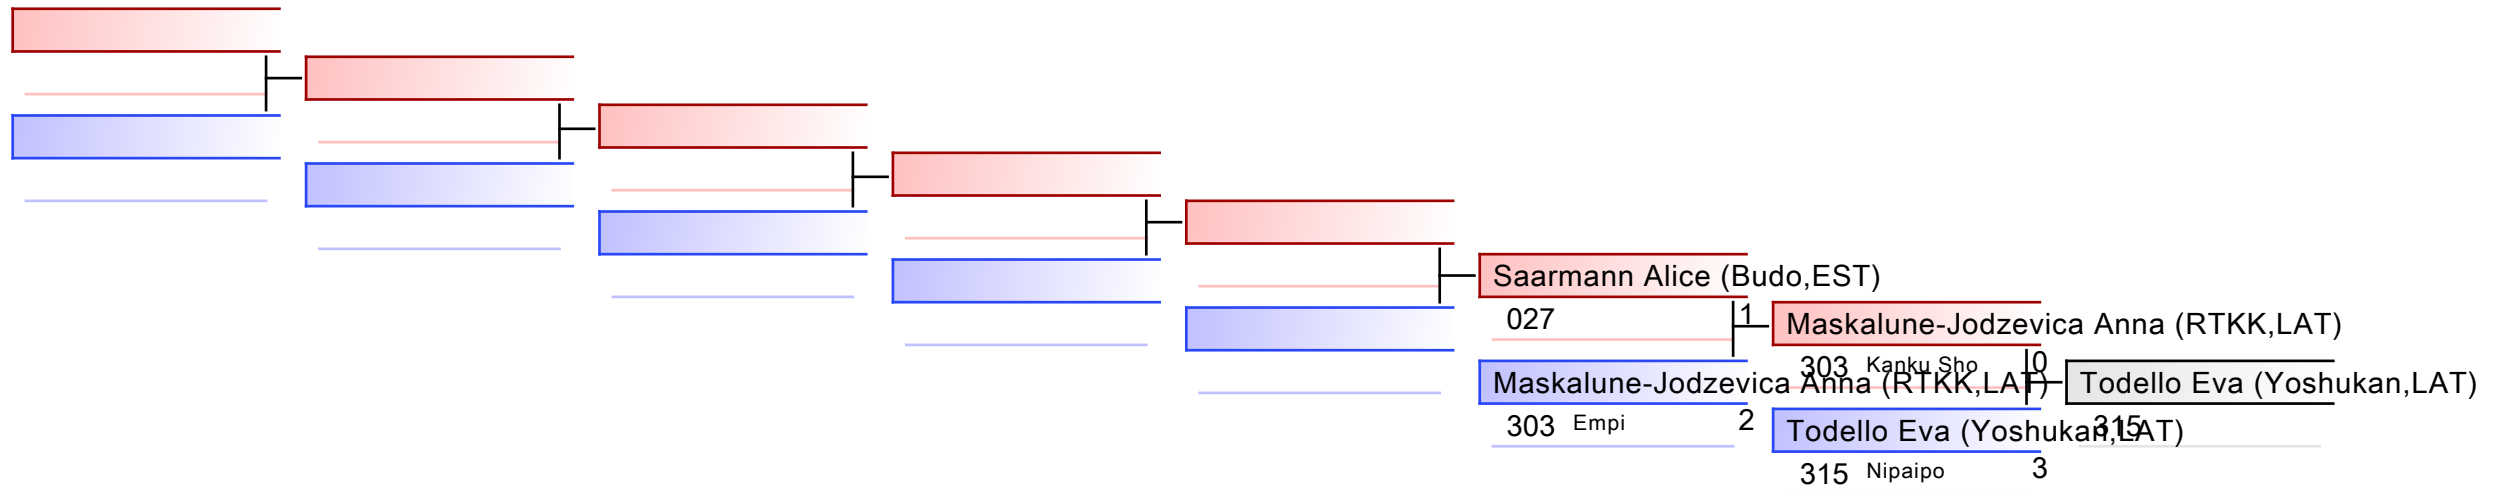 Saarmann Alice (Budo,EST)
027 1
Maskalune-Jodzevica Anna (RTKK,LAT)
303 Empi 2
Maskalune-Jodzevica Anna (RTKK,LAT)
303 Kanku Sho 0
Todello Eva (Yoshukan,LAT)
315 Nipaipo 3
Todello Eva (Yoshukan,LAT)
315